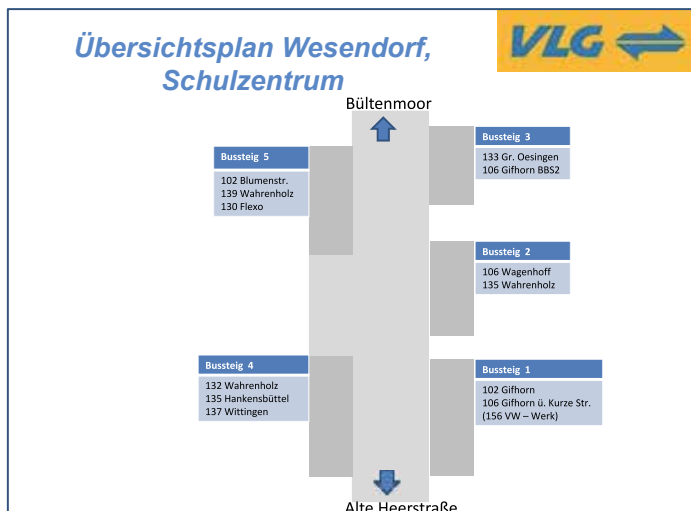 Übersichtsplan Wesendorf,
Schulzentrum
VLG
Bültenmoor
Bussteig 3
133 Gr. Oesingen
106 Gifhorn BBS2
Bussteig 5
102 Blumenstr.
139 Wahrenholz
130 Flexo
Bussteig 2
106 Wagenhoff
135 Wahrenholz
Bussteig 4
132 Wahrenholz
135 Hankensbüttel
137 Wittingen
Bussteig 1
102 Gifhorn
106 Gifhorn ü. Kurze Str.
(156 VW – Werk)
Alte Heerstraße